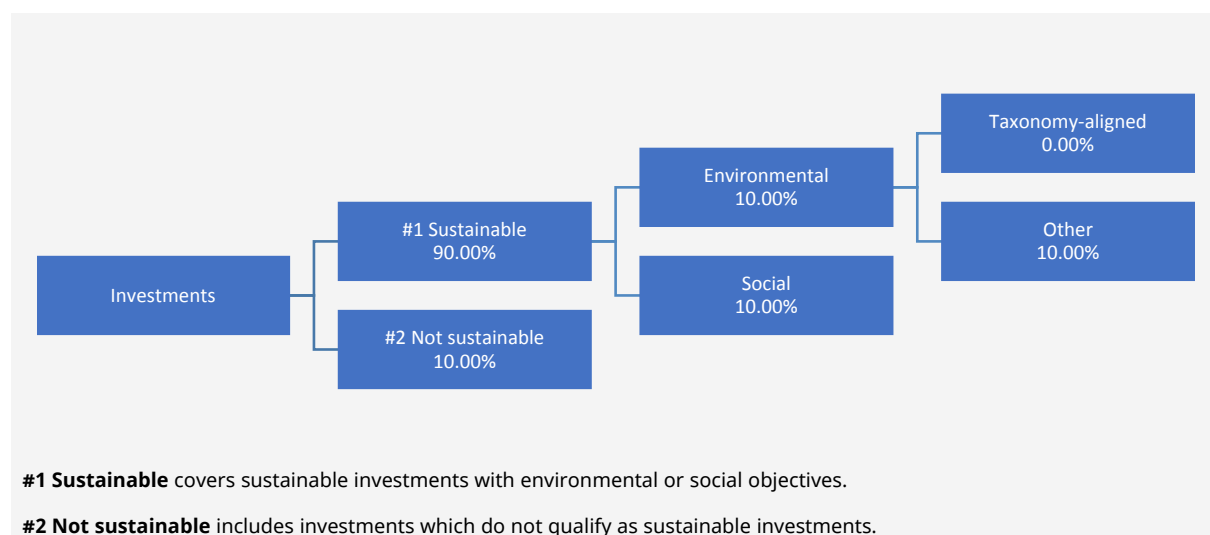 Investments
#1 Sustainable
90.00%
#2 Not sustainable
10.00%
Environmental
10.00%
Social
10.00%
Taxonomy-aligned
0.00%
Other
10.00%
#1 Sustainable covers sustainable investments with environmental or social objectives.
#2 Not sustainable includes investments which do not qualify as sustainable investments.